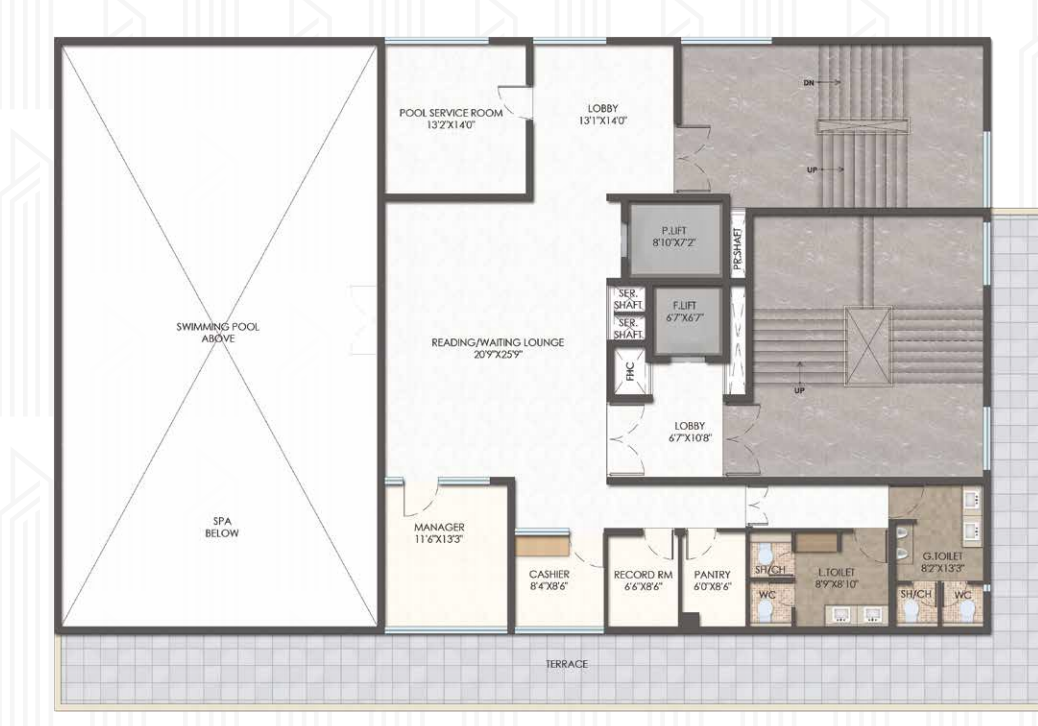 POOL SERVICE ROOM
13'2"X14'0"
LOBBY
13'1"X14'0"
DN
UP
P.LIFT
8'10"X7'2"
PR.SHAFT
SER.
SHAFT
SER.
SHAFT
F.LIFT
6'7"X6'7"
FHC
SWIMMING POOL
ABOVE
READING/WAITING LOUNGE
20'9"X25'9"
UP
LOBBY
6'7"X10'8"
SPA
BELOW
MANAGER
11'6"X13'3"
CASHIER
8'4"X8'6"
RECORD RM
6'6"X8'6"
PANTRY
6'0"X8'6"
SH/CH
WC
L.TOILET
8'9"X8'10"
G.TOILET
8'2"X13'3"
SH/CH
WC
TERRACE